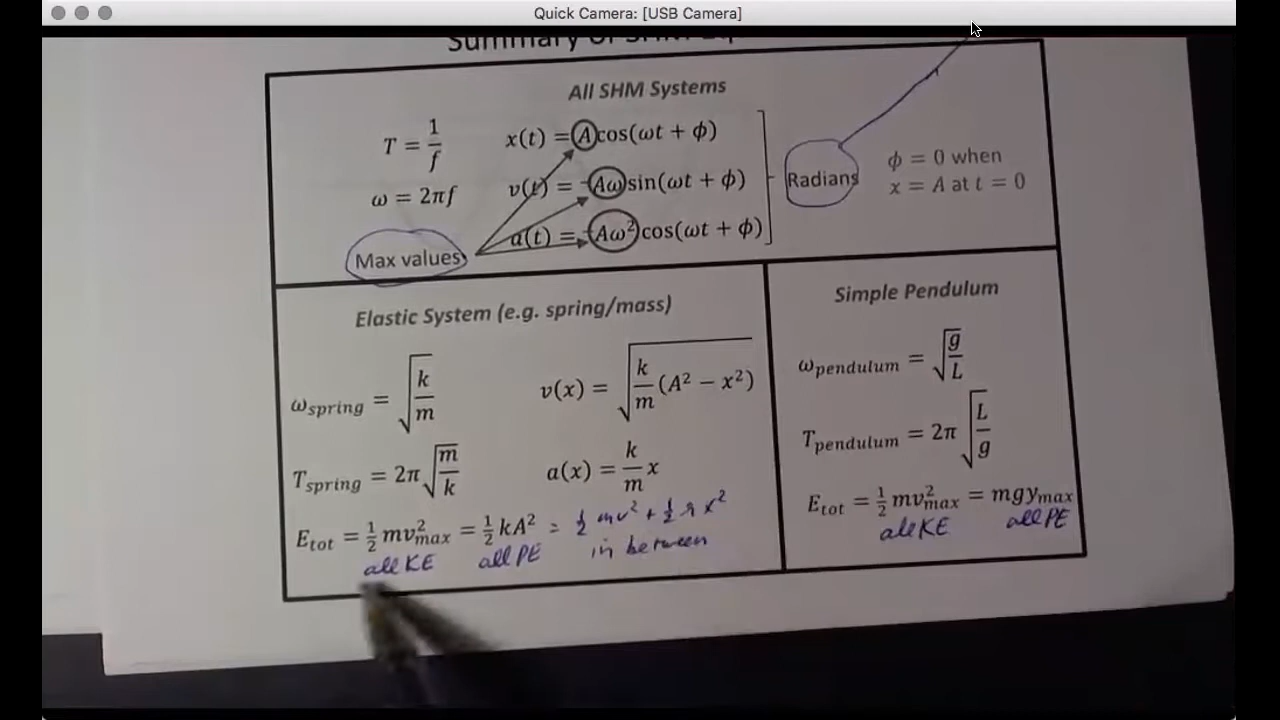 Quick Camera: [USB Camera]
Summary of SHM
All SHM Systems
T = 1/f
x(t) = A cos(ωt + ϕ)
v(t) = -Aω sin(ωt + ϕ)
ω = 2πf
a(t) = -Aω² cos(ωt + ϕ)
Max values
Radians
ϕ = 0 when
x = A at t = 0
Elastic System (e.g. spring/mass)
ω_spring = √(k/m)
v(x) = √(k/m (A² − x²))
T_spring = 2π √(m/k)
a(x) = k/m x
E_tot = ½ mv²_max = ½ kA² = ½ mv² + ½ k x²
all KE all PE in between
Simple Pendulum
ω_pendulum = √(g/L)
T_pendulum = 2π √(L/g)
E_tot = ½ mv²_max = mgy_max
all KE all PE